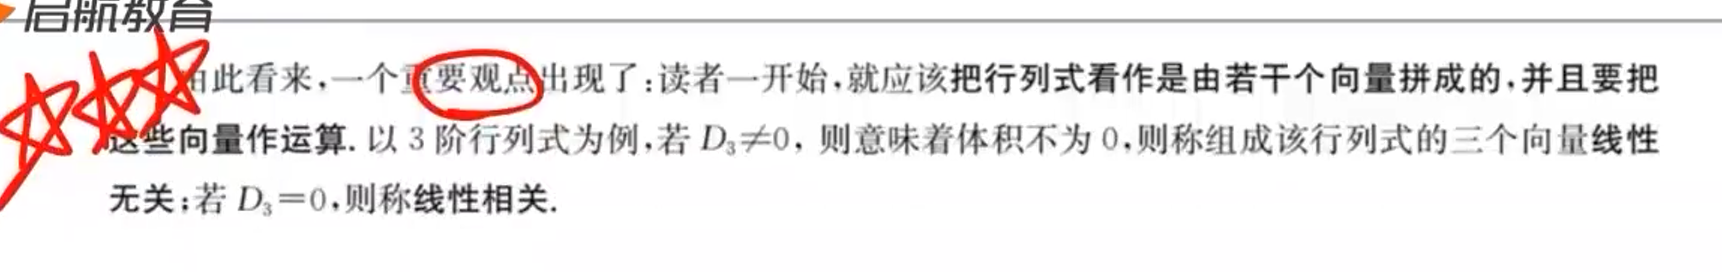 启航教育
由此看来,一个重要观点出现了:读者一开始,就应该把行列式看作是由若干个向量拼成的,并且要把
这些向量作运算. 以 3 阶行列式为例,若 D₃≠0, 则意味着体积不为 0,则称组成该行列式的三个向量线性
无关;若 D₃=0,则称线性相关.